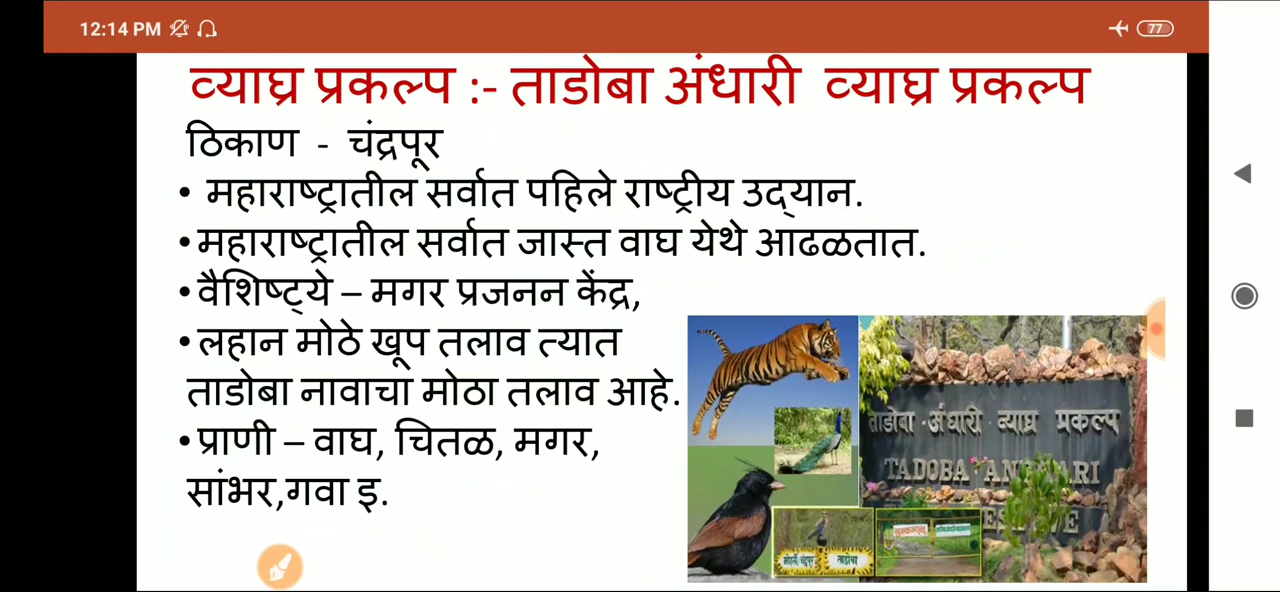 12:14 PM
77
व्याघ्र प्रकल्प :- ताडोबा अंधारी व्याघ्र प्रकल्प
ठिकाण - चंद्रपूर
• महाराष्ट्रातील सर्वात पहिले राष्ट्रीय उद्यान.
• महाराष्ट्रातील सर्वात जास्त वाघ येथे आढळतात.
• वैशिष्ट्ये – मगर प्रजनन केंद्र,
• लहान मोठे खूप तलाव त्यात
ताडोबा नावाचा मोठा तलाव आहे.
• प्राणी – वाघ, चितळ, मगर,
सांभर,गवा इ.
ताडोबा अंधारी व्याघ्र प्रकल्प
TADOBA
ताडोबा